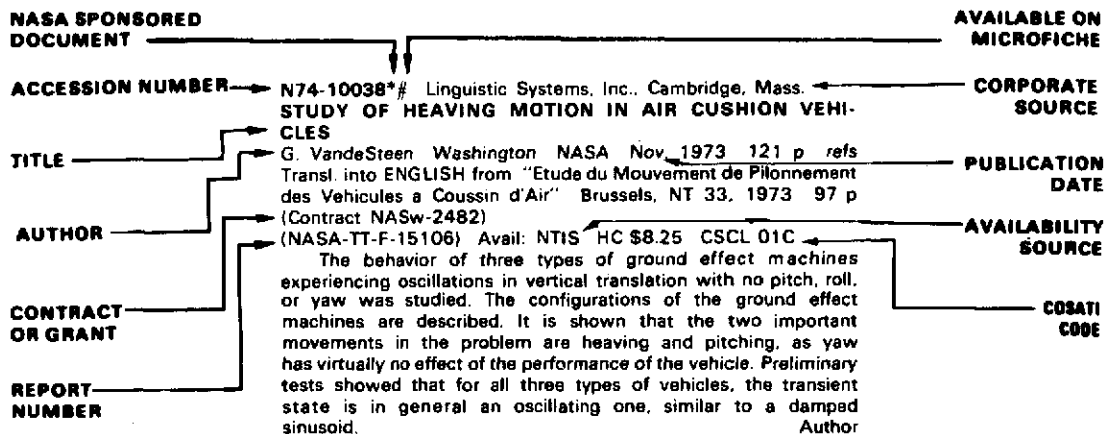 NASA SPONSORED
DOCUMENT
AVAILABLE ON
MICROFICHE
ACCESSION NUMBER
N74-10038*# Linguistic Systems, Inc., Cambridge, Mass.
CORPORATE
SOURCE
STUDY OF HEAVING MOTION IN AIR CUSHION VEHI-
CLES
TITLE
G. VandeSteen Washington NASA Nov 1973 121 p refs
Transl. into ENGLISH from "Etude du Mouvement de Pilonnement
des Vehicules a Coussin d'Air" Brussels, NT 33, 1973 97 p
PUBLICATION
DATE
(Contract NASw-2482)
AUTHOR
(NASA-TT-F-15106) Avail: NTIS HC $8.25 CSCL 01C
AVAILABILITY
SOURCE
The behavior of three types of ground effect machines
experiencing oscillations in vertical translation with no pitch, roll,
or yaw was studied. The configurations of the ground effect
machines are described. It is shown that the two important
movements in the problem are heaving and pitching, as yaw
has virtually no effect of the performance of the vehicle. Preliminary
tests showed that for all three types of vehicles, the transient
state is in general an oscillating one, similar to a damped
sinusoid. Author
CONTRACT
OR GRANT
COSATI
CODE
REPORT
NUMBER